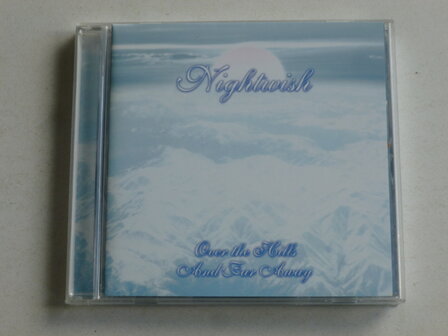 Nightwish
Over the Hills
And Far Away